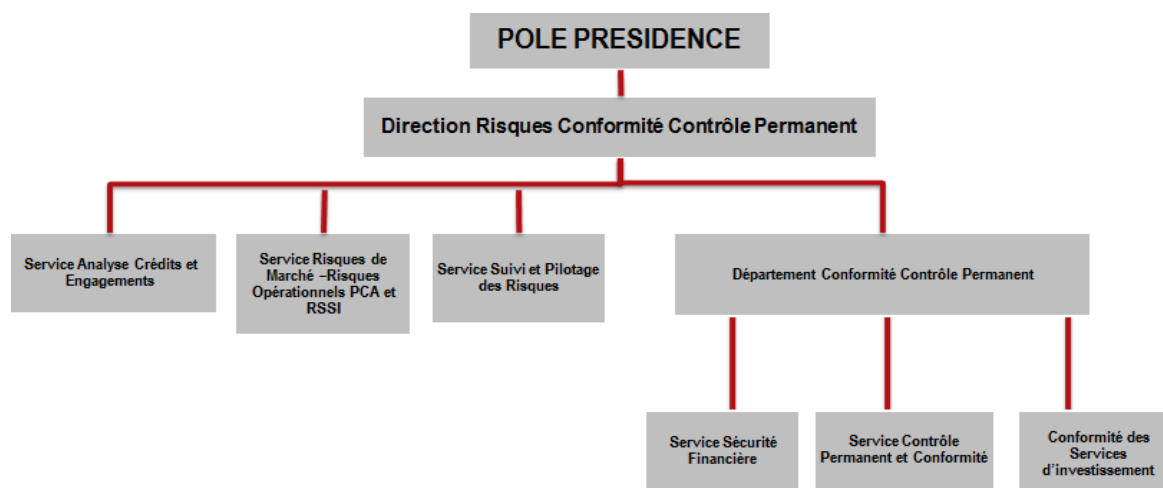 POLE PRESIDENCE
Direction Risques Conformité Contrôle Permanent
Service Analyse Crédits et
Engagements
Service Risques de
Marché –Risques
Opérationnels PCA et
RSSI
Service Suivi et Pilotage
des Risques
Département Conformité Contrôle Permanent
Service Sécurité
Financière
Service Contrôle
Permanent et Conformité
Conformité des
Services
d'investissement